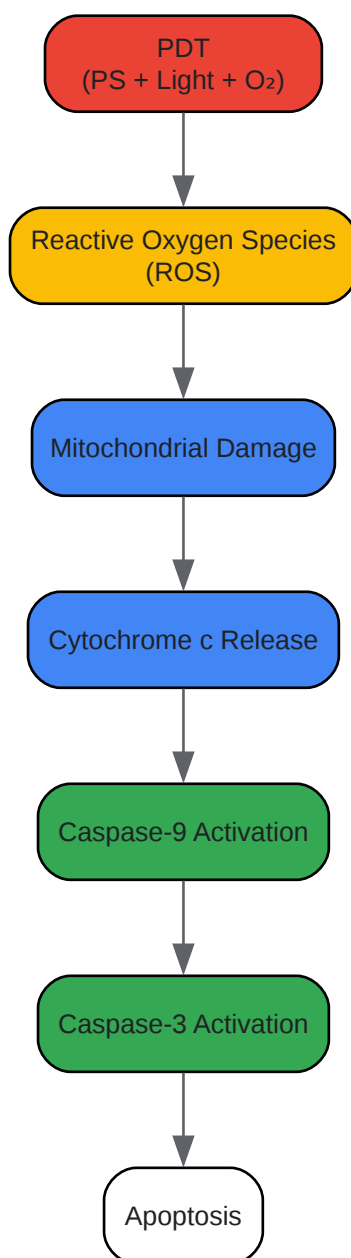 PDT
(PS + Light + O₂)
Reactive Oxygen Species
(ROS)
Mitochondrial Damage
Cytochrome c Release
Caspase-9 Activation
Caspase-3 Activation
Apoptosis